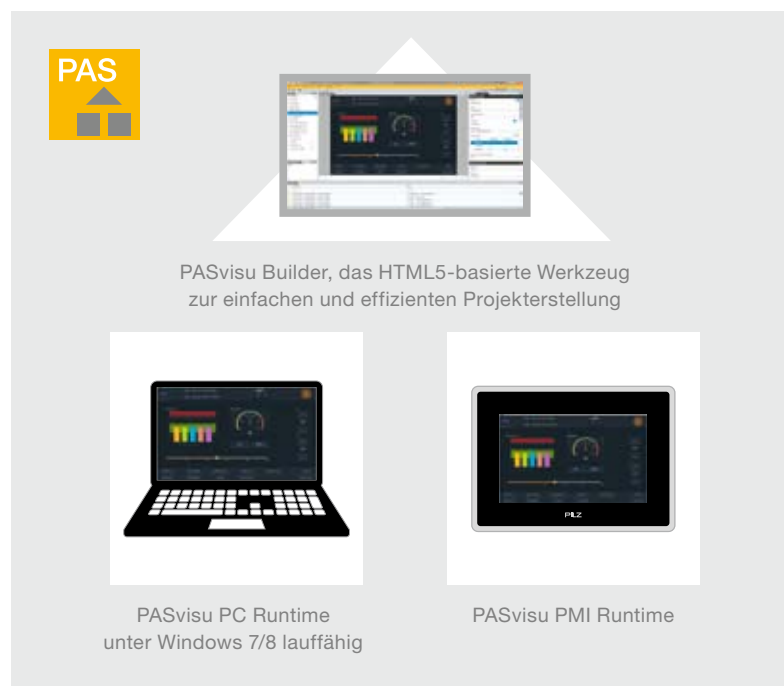 PAS
PASvisu Builder, das HTML5-basierte Werkzeug
zur einfachen und effizienten Projekterstellung
PILZ
PASvisu PC Runtime
unter Windows 7/8 lauffähig
PASvisu PMI Runtime